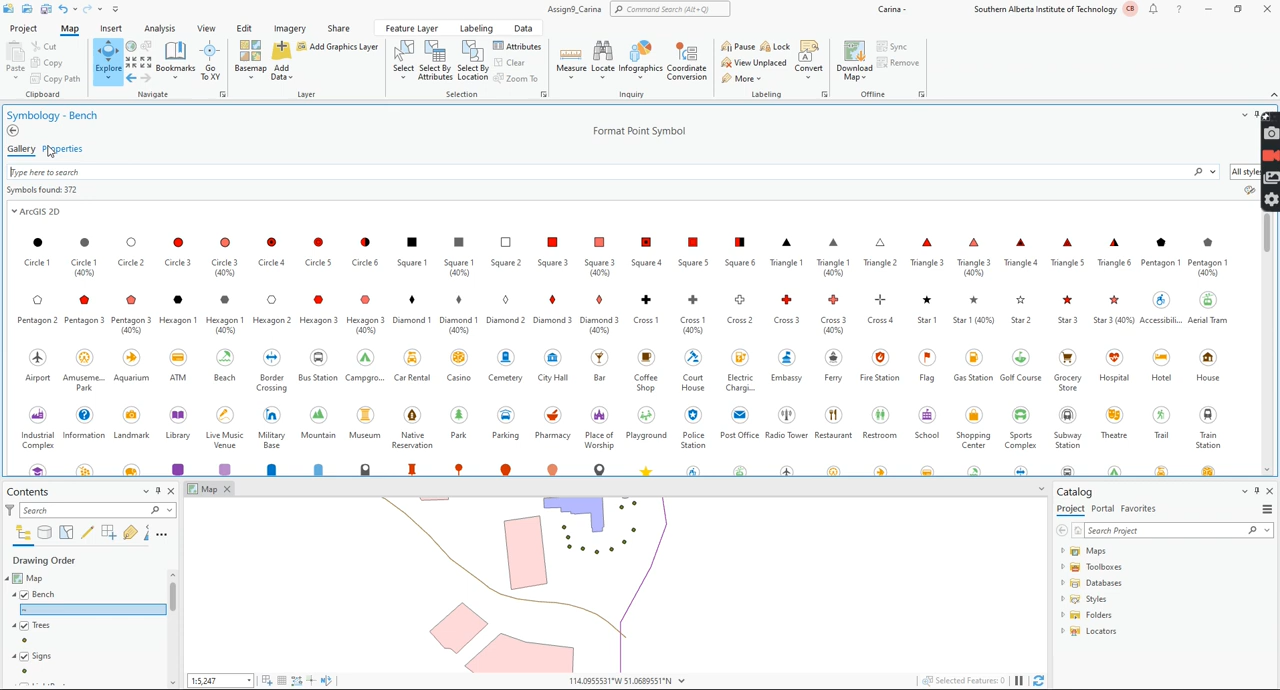 Assign9_Carina
Command Search (Alt+Q)
Carina -
Southern Alberta Institute of Technology
CB
?
Project
Map
Insert
Analysis
View
Edit
Imagery
Share
Feature Layer
Labeling
Data
Paste
Cut
Copy
Copy Path
Explore
Bookmarks
Go To XY
Basemap
Add Data
Add Graphics Layer
Select
Select By Attributes
Select By Location
Attributes
Clear
Zoom To
Measure
Locate
Infographics
Coordinate Conversion
Pause
Lock
View Unplaced
More
Convert
Download Map
Sync
Remove
Clipboard
Navigate
Layer
Selection
Inquiry
Labeling
Offline
Symbology - Bench
Format Point Symbol
Gallery
Type here to search
All styles
Symbols found: 372
ArcGIS 2D
Circle 1
Circle 1 (40%)
Circle 2
Circle 3
Circle 3 (40%)
Circle 4
Circle 5
Circle 6
Square 1
Square 1 (40%)
Square 2
Square 3
Square 3 (40%)
Square 4
Square 5
Square 6
Triangle 1
Triangle 1 (40%)
Triangle 2
Triangle 3
Triangle 3 (40%)
Triangle 4
Triangle 5
Triangle 6
Pentagon 1
Pentagon 1 (40%)
Pentagon 2
Pentagon 3
Pentagon 3 (40%)
Hexagon 1
Hexagon 1 (40%)
Hexagon 2
Hexagon 3
Hexagon 3 (40%)
Diamond 1
Diamond 1 (40%)
Diamond 2
Diamond 3
Diamond 3 (40%)
Cross 1
Cross 1 (40%)
Cross 2
Cross 3
Cross 3 (40%)
Cross 4
Star 1
Star 1 (40%)
Star 2
Star 3
Star 3 (40%)
Accessibili...
Aerial Tram
Airport
Amuseme... Park
Aquarium
ATM
Beach
Border Crossing
Bus Station
Campgro...
Car Rental
Casino
Cemetery
City Hall
Bar
Coffee Shop
Court House
Electric Chargi...
Embassy
Ferry
Fire Station
Flag
Gas Station
Golf Course
Grocery Store
Hospital
Hotel
House
Industrial Complex
Information
Landmark
Library
Live Music Venue
Military Base
Mountain
Museum
Native Reservation
Park
Parking
Pharmacy
Place of Worship
Playground
Police Station
Post Office
Radio Tower
Restaurant
Restroom
School
Shopping Center
Sports Complex
Subway Station
Theatre
Trail
Train Station
Contents
Search
Drawing Order
Map
Bench
Trees
Signs
Map
1:5,247
114.0955531°W 51.0689551°N
Selected Features: 0
Catalog
Project
Portal
Favorites
Search Project
Maps
Toolboxes
Databases
Styles
Folders
Locators